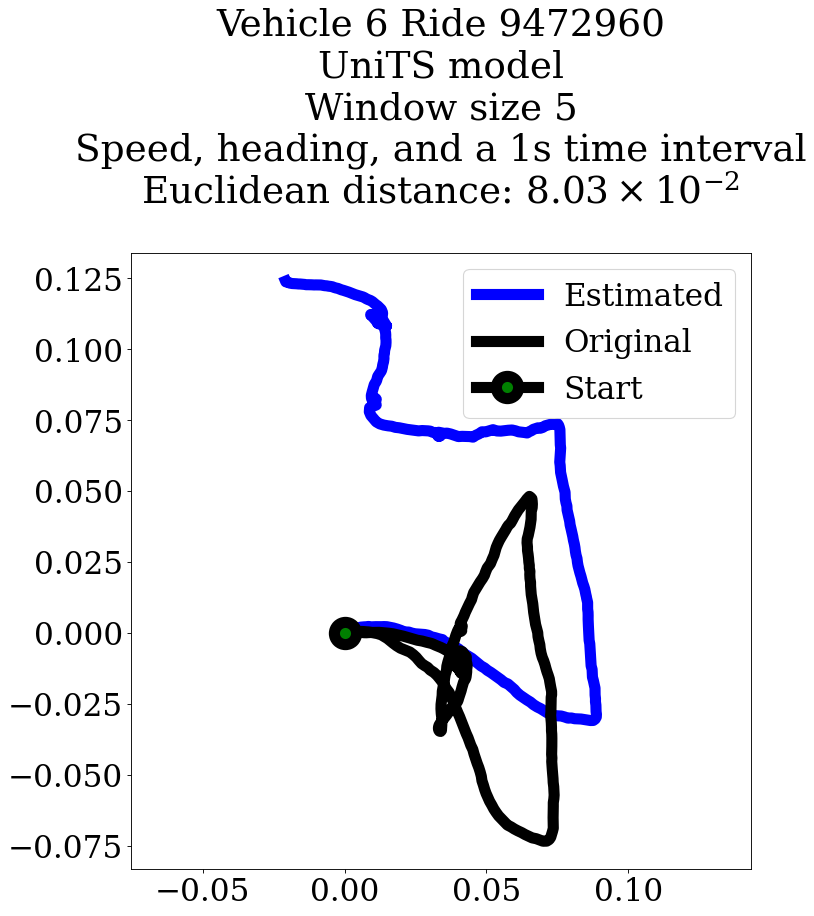 Vehicle 6 Ride 9472960
UniTS model
Window size 5
Speed, heading, and a 1s time interval
Euclidean distance: 8.03 × 10⁻²
Estimated
Original
Start
0.125
0.100
0.075
0.050
0.025
0.000
−0.025
−0.050
−0.075
−0.05 0.00 0.05 0.10